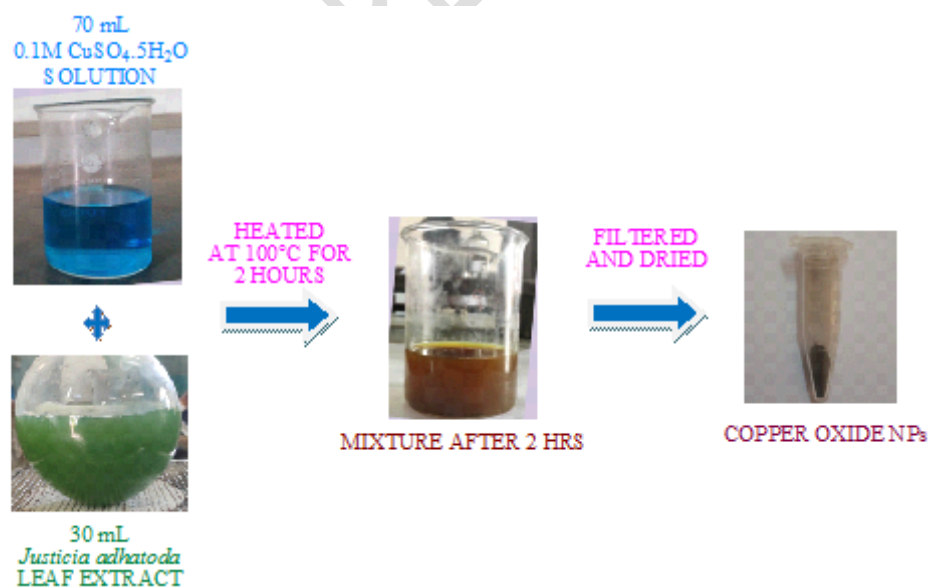 70 mL
0.1M CuSO₄.5H₂O
SOLUTION
HEATED
AT 100°C FOR
2 HOURS
FILTERED
AND DRIED
MIXTURE AFTER 2 HRS
COPPER OXIDE NPs
30 mL
Justicia adhatoda
LEAF EXTRACT